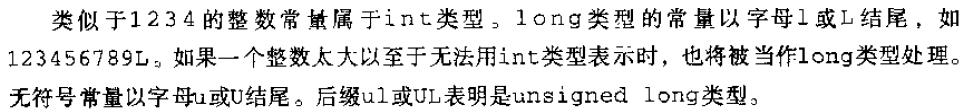 类似于1234的整数常量属于int类型。long类型的常量以字母l或L结尾，如
123456789L。如果一个整数太大以至于无法用int类型表示时，也将被当作long类型处理。
无符号常量以字母u或U结尾。后缀ul或UL表明是unsigned long类型。